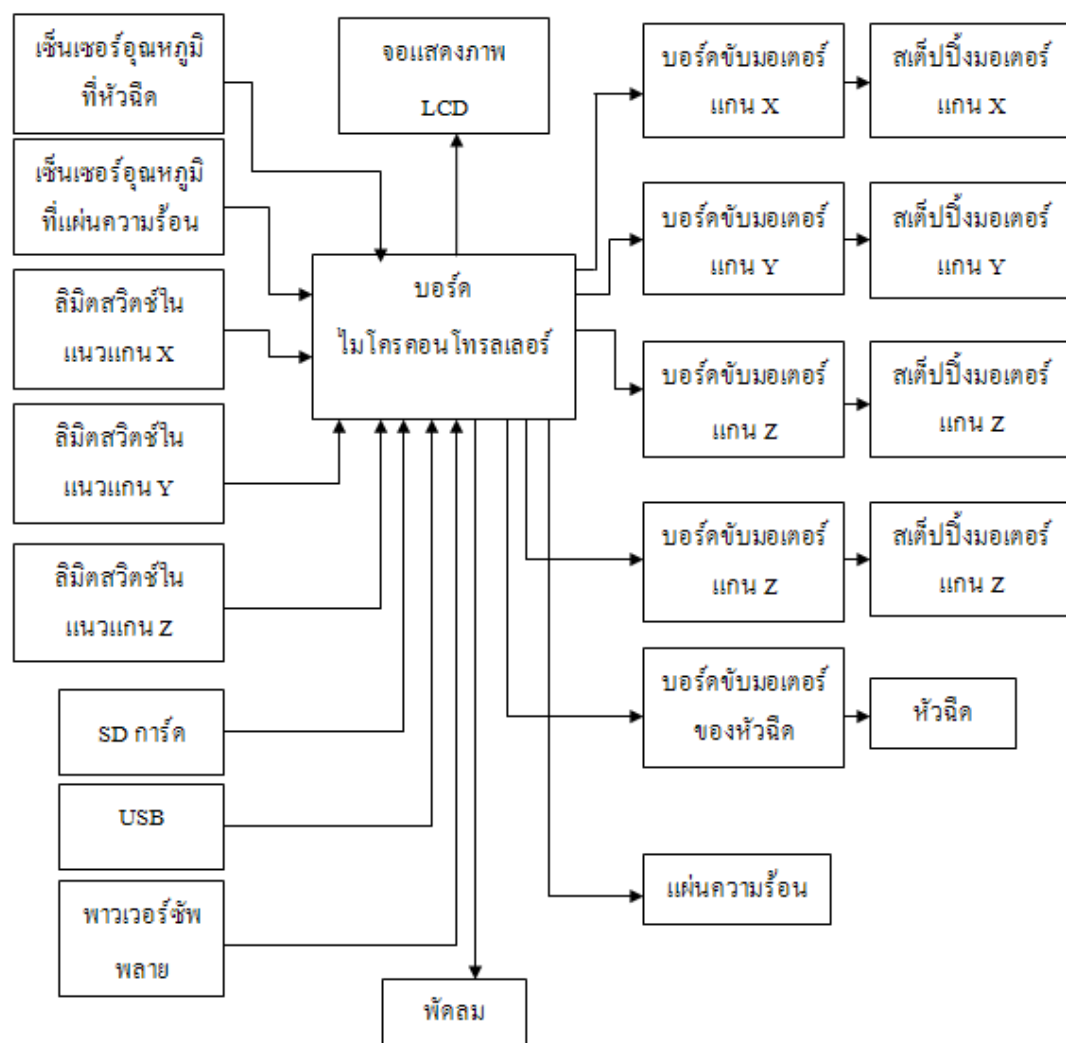 เซ็นเซอร์อุณหภูมิ
ที่หัวฉีด
เซ็นเซอร์อุณหภูมิ
ที่แผ่นความร้อน
ลิมิตสวิตช์ใน
แนวแกน X
ลิมิตสวิตช์ใน
แนวแกน Y
ลิมิตสวิตช์ใน
แนวแกน Z
SD การ์ด
USB
พาวเวอร์ซัพ
พลาย
จอแสดงภาพ
LCD
บอร์ด
ไมโครคอนโทรลเลอร์
พัดลม
บอร์ดขับมอเตอร์
แกน X
สเต็ปปิ้งมอเตอร์
แกน X
บอร์ดขับมอเตอร์
แกน Y
สเต็ปปิ้งมอเตอร์
แกน Y
บอร์ดขับมอเตอร์
แกน Z
สเต็ปปิ้งมอเตอร์
แกน Z
บอร์ดขับมอเตอร์
แกน Z
สเต็ปปิ้งมอเตอร์
แกน Z
บอร์ดขับมอเตอร์
ของหัวฉีด
หัวฉีด
แผ่นความร้อน